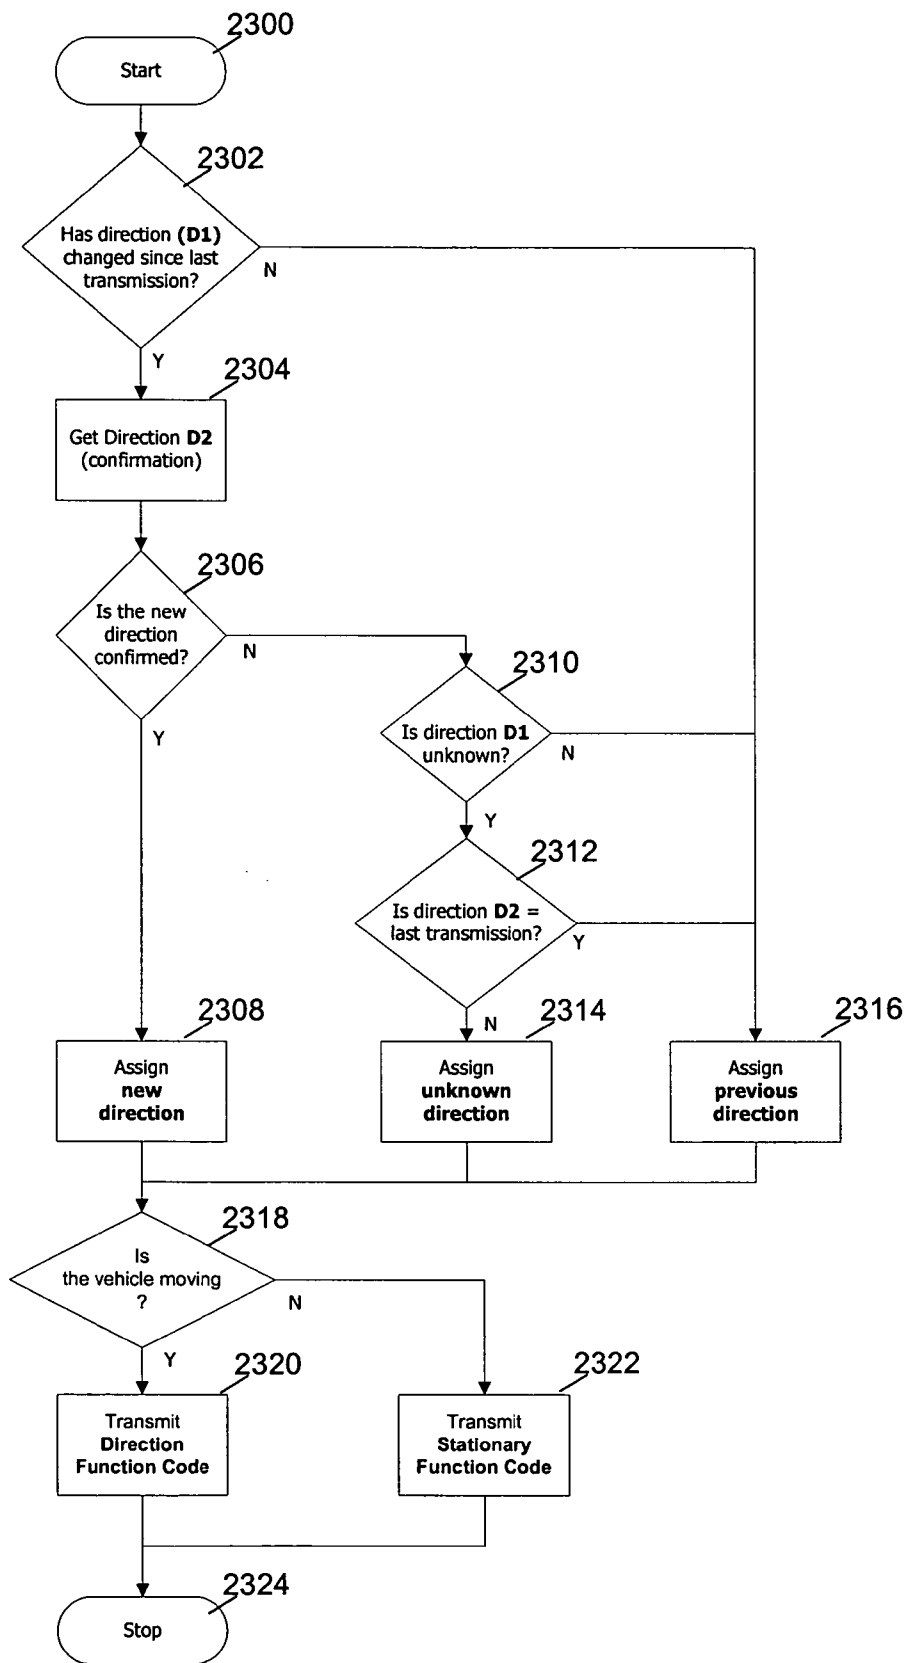 2300
Start
2302
Has direction (D1)
changed since last
transmission?
N
Y
2304
Get Direction D2
(confirmation)
2306
Is the new
direction
confirmed?
N
Y
2310
Is direction D1
unknown?
N
Y
2312
Is direction D2 =
last transmission?
Y
N
2308
Assign
new
direction
2314
Assign
unknown
direction
2316
Assign
previous
direction
2318
Is
the vehicle moving
?
N
Y
2320
Transmit
Direction
Function Code
2322
Transmit
Stationary
Function Code
2324
Stop